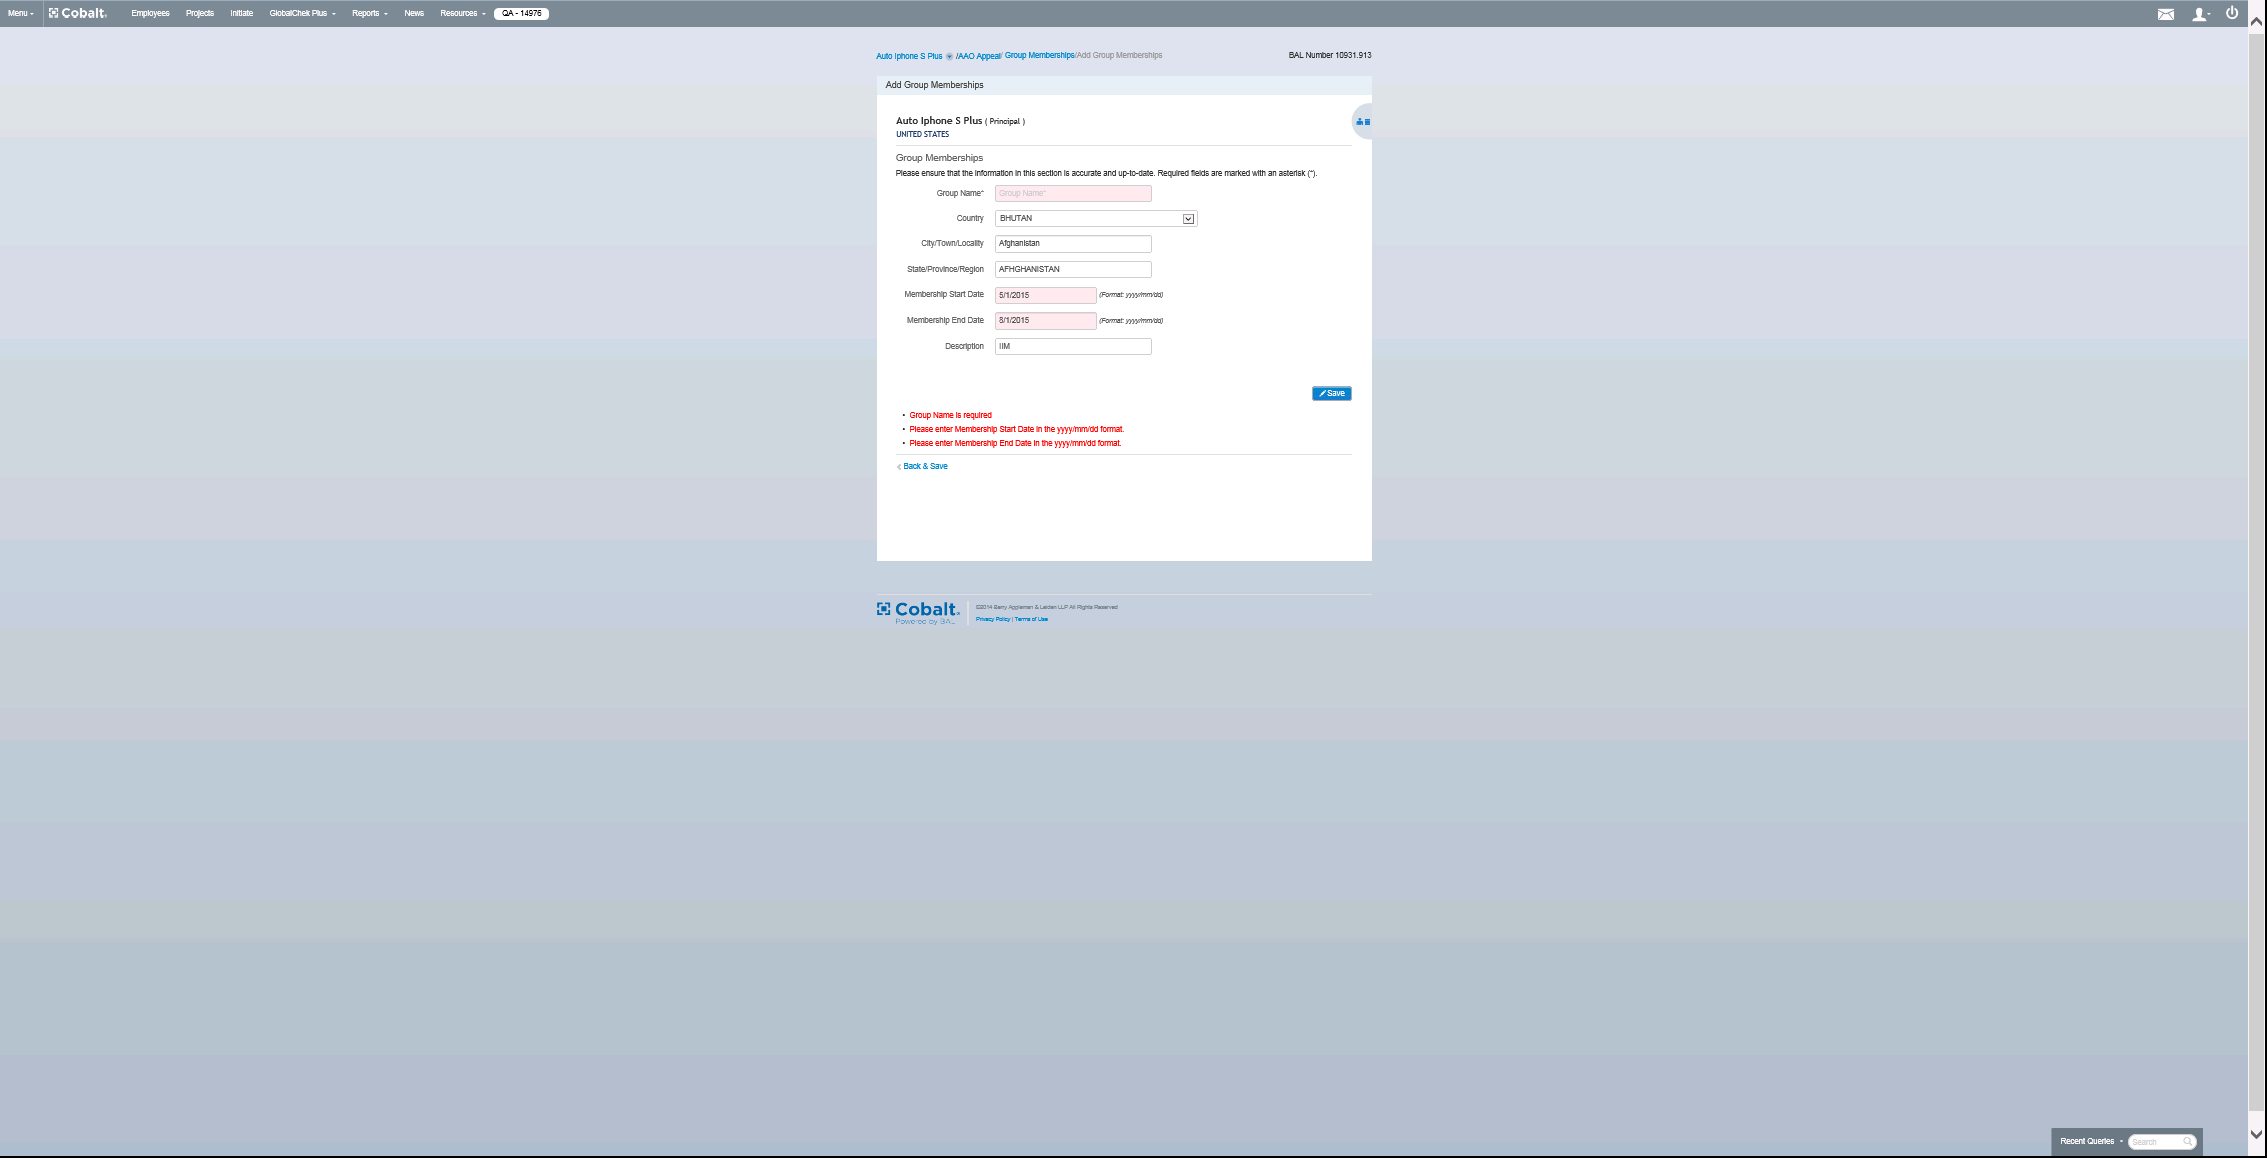 Menu Cobalt Employees Projects Initiate GlobalChek Plus Reports News Resources QA - 14976
Auto Iphone S Plus /AAO Appeal/ Group Memberships/Add Group Memberships BAL Number 10931.913
Add Group Memberships
Auto Iphone S Plus ( Principal )
UNITED STATES
Group Memberships
Please ensure that the information in this section is accurate and up-to-date. Required fields are marked with an asterisk (*).
Group Name* Group Name*
Country BHUTAN
City/Town/Locality Afghanistan
State/Province/Region AFHGHANISTAN
Membership Start Date 5/1/2015 (Format: yyyy/mm/dd)
Membership End Date 8/1/2015 (Format: yyyy/mm/dd)
Description IIM
Save
• Group Name is required
• Please enter Membership Start Date in the yyyy/mm/dd format.
• Please enter Membership End Date in the yyyy/mm/dd format.
< Back & Save
Cobalt
Powered by BAL
©2014 Berry Appleman & Leiden LLP All Rights Reserved
Privacy Policy | Terms of Use
Recent Queries Search